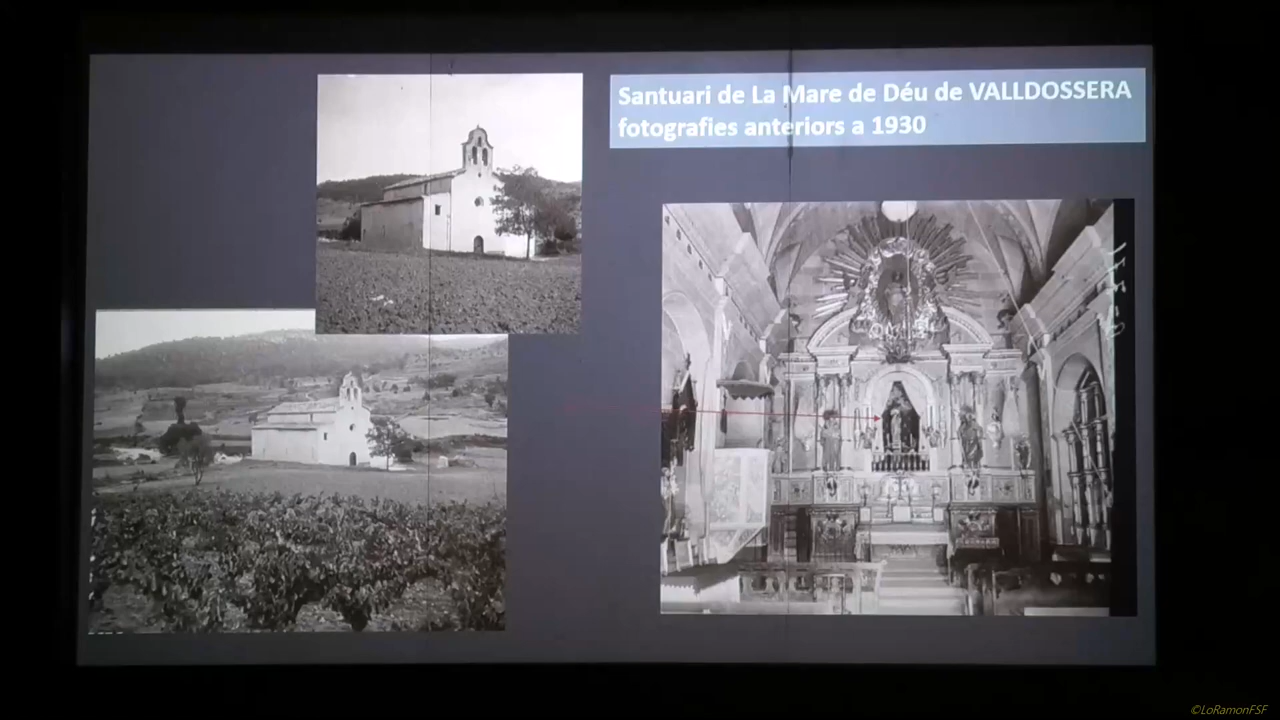 Santuari de La Mare de Déu de VALLDOSSERA
fotografies anteriors a 1930
©LoRamonFSF